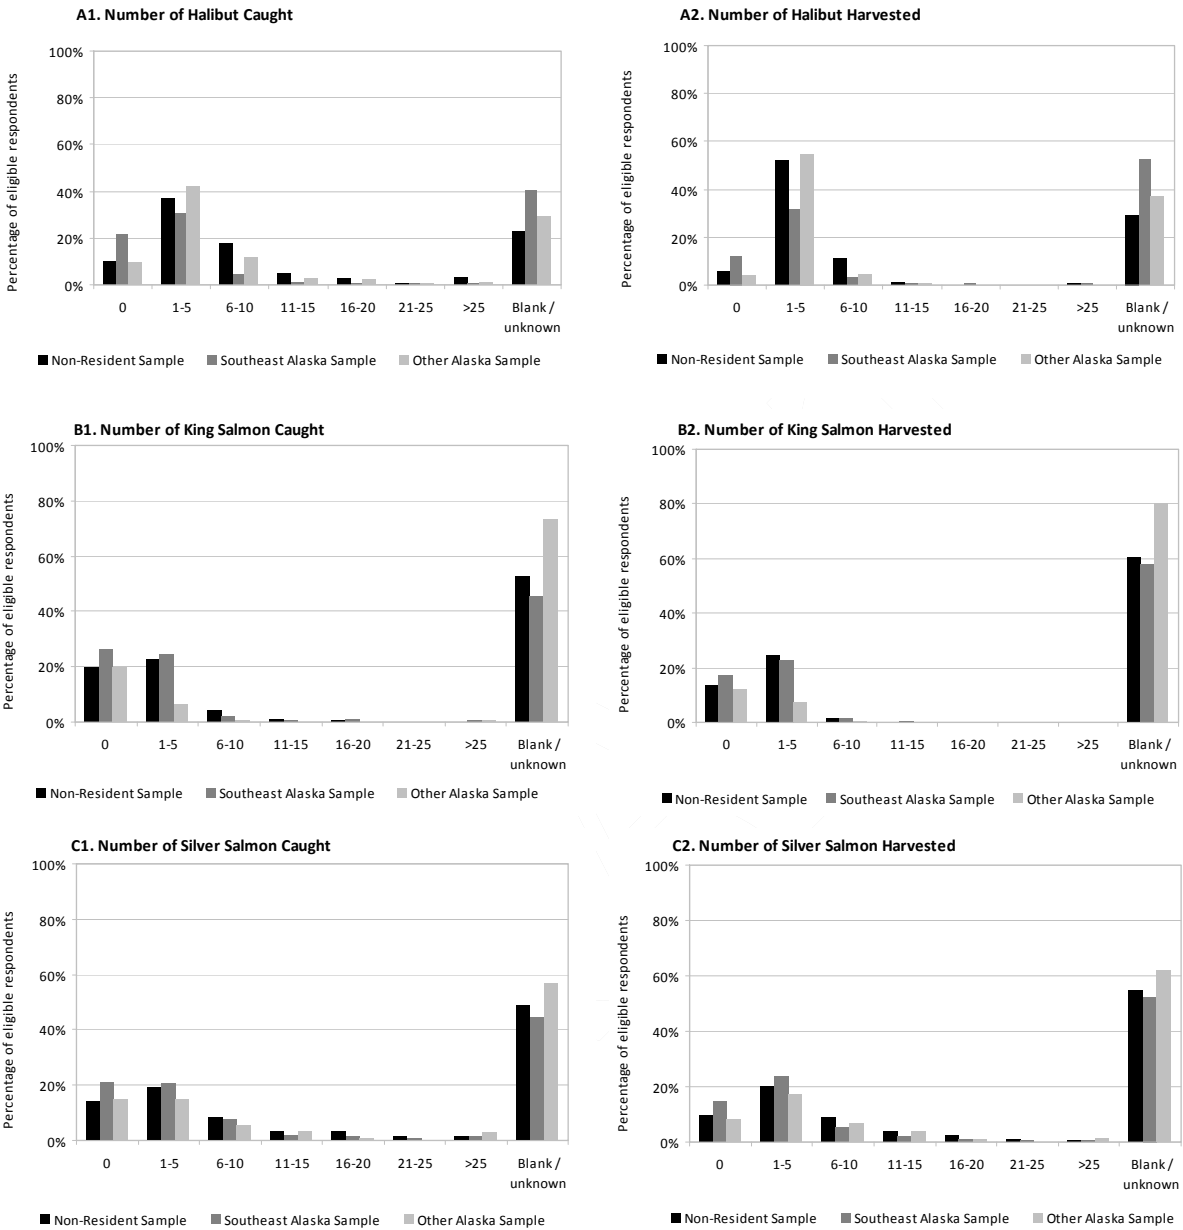 A1. Number of Halibut Caught
Percentage of eligible respondents
100%
80%
60%
40%
20%
0%
0 1-5 6-10 11-15 16-20 21-25 >25 Blank /
unknown
Non-Resident Sample Southeast Alaska Sample Other Alaska Sample
A2. Number of Halibut Harvested
Percentage of eligible respondents
100%
80%
60%
40%
20%
0%
0 1-5 6-10 11-15 16-20 21-25 >25 Blank /
unknown
Non-Resident Sample Southeast Alaska Sample Other Alaska Sample
B1. Number of King Salmon Caught
Percentage of eligible respondents
100%
80%
60%
40%
20%
0%
0 1-5 6-10 11-15 16-20 21-25 >25 Blank /
unknown
Non-Resident Sample Southeast Alaska Sample Other Alaska Sample
B2. Number of King Salmon Harvested
Percentage of eligible respondents
100%
80%
60%
40%
20%
0%
0 1-5 6-10 11-15 16-20 21-25 >25 Blank /
unknown
Non-Resident Sample Southeast Alaska Sample Other Alaska Sample
C1. Number of Silver Salmon Caught
Percentage of eligible respondents
100%
80%
60%
40%
20%
0%
0 1-5 6-10 11-15 16-20 21-25 >25 Blank /
unknown
Non-Resident Sample Southeast Alaska Sample Other Alaska Sample
C2. Number of Silver Salmon Harvested
Percentage of eligible respondents
100%
80%
60%
40%
20%
0%
0 1-5 6-10 11-15 16-20 21-25 >25 Blank /
unknown
Non-Resident Sample Southeast Alaska Sample Other Alaska Sample